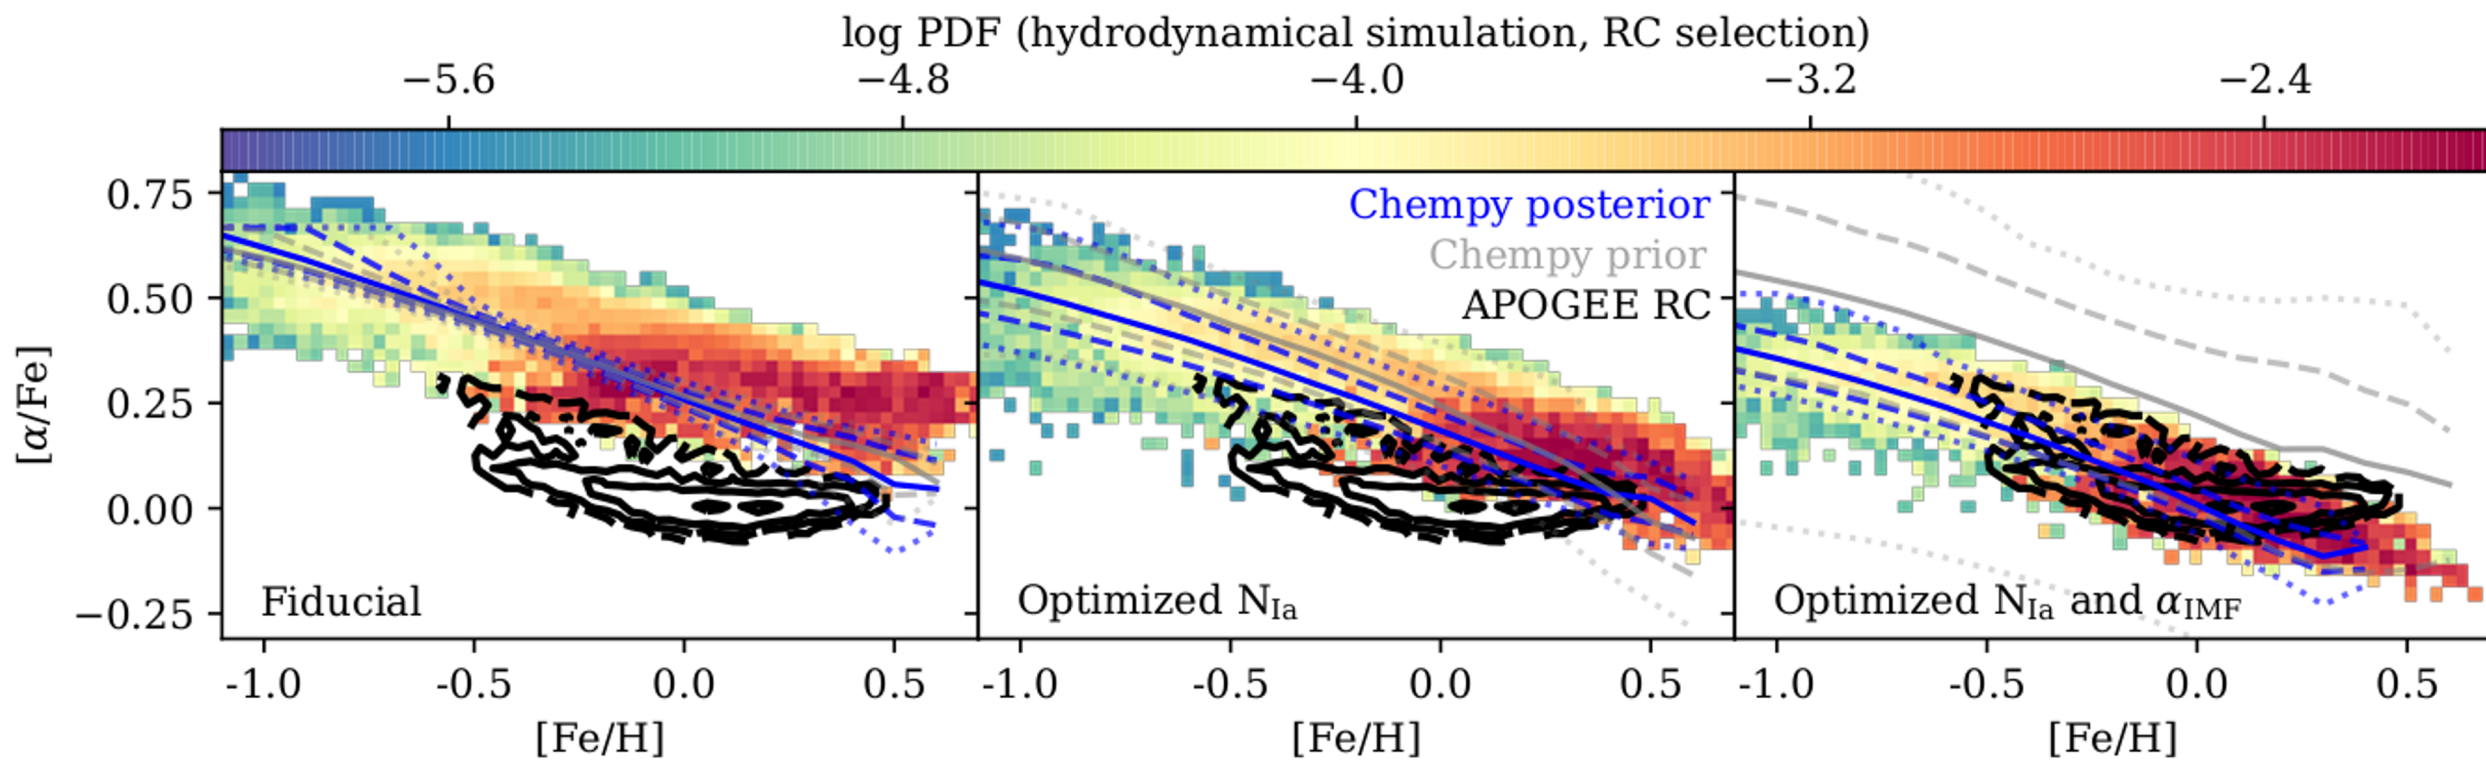 log PDF (hydrodynamical simulation, RC selection)
−5.6 −4.8 −4.0 −3.2 −2.4
[α/Fe]
0.75
0.50
0.25
0.00
−0.25
Chempy posterior
Chempy prior
APOGEE RC
Fiducial
Optimized N_Ia
Optimized N_Ia and α_IMF
-1.0 -0.5 0.0 0.5
-1.0 -0.5 0.0 0.5
-1.0 -0.5 0.0 0.5
[Fe/H]
[Fe/H]
[Fe/H]